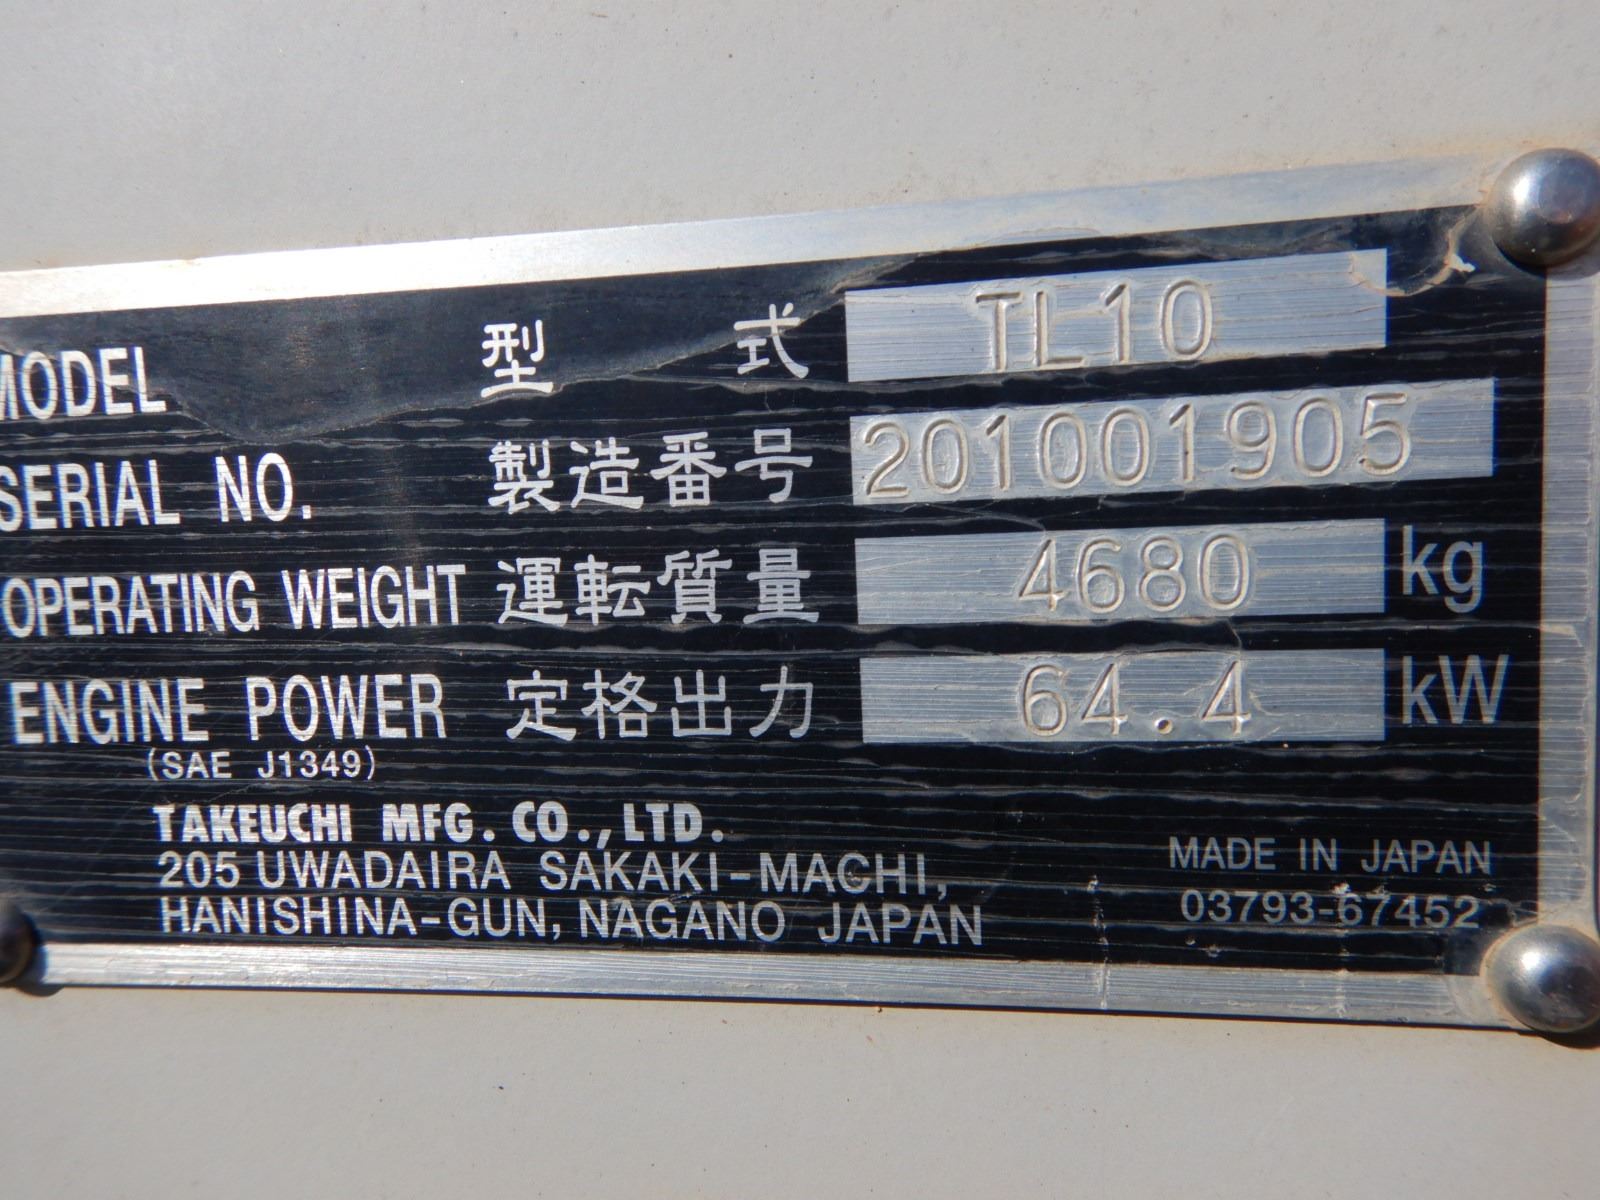 MODEL 型式 TL10
SERIAL NO. 製造番号 201001905
OPERATING WEIGHT 運転質量 4680 kg
ENGINE POWER 定格出力 64.4 kW
(SAE J1349)
TAKEUCHI MFG. CO., LTD.
205 UWADAIRA SAKAKI-MACHI,
HANISHINA-GUN, NAGANO JAPAN
MADE IN JAPAN
03793-67452